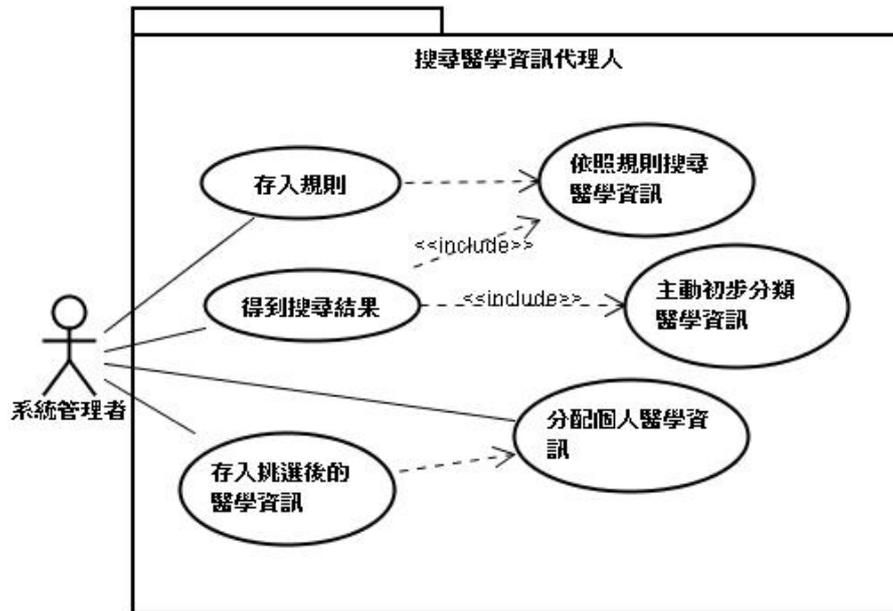 搜尋醫學資訊代理人
存入規則
依照規則搜尋
醫學資訊
<<include>>
得到搜尋結果
<<include>>
主動初步分類
醫學資訊
系統管理者
分配個人醫學資
訊
存入挑選後的
醫學資訊